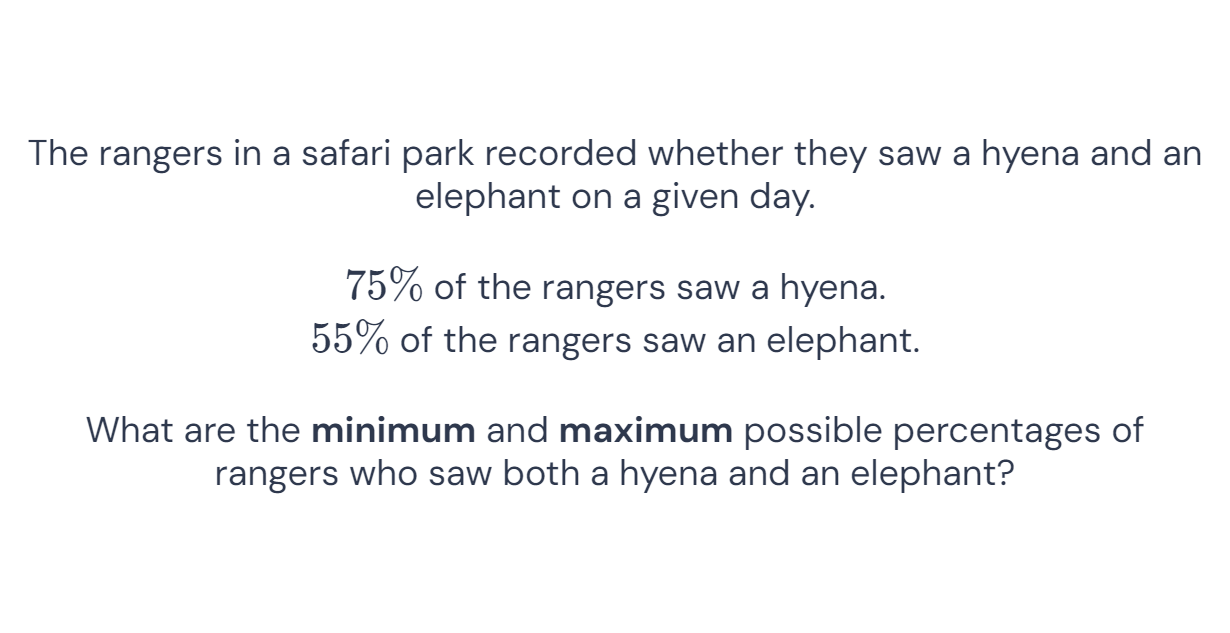 The rangers in a safari park recorded whether they saw a hyena and an
elephant on a given day.
75% of the rangers saw a hyena.
55% of the rangers saw an elephant.
What are the minimum and maximum possible percentages of
rangers who saw both a hyena and an elephant?